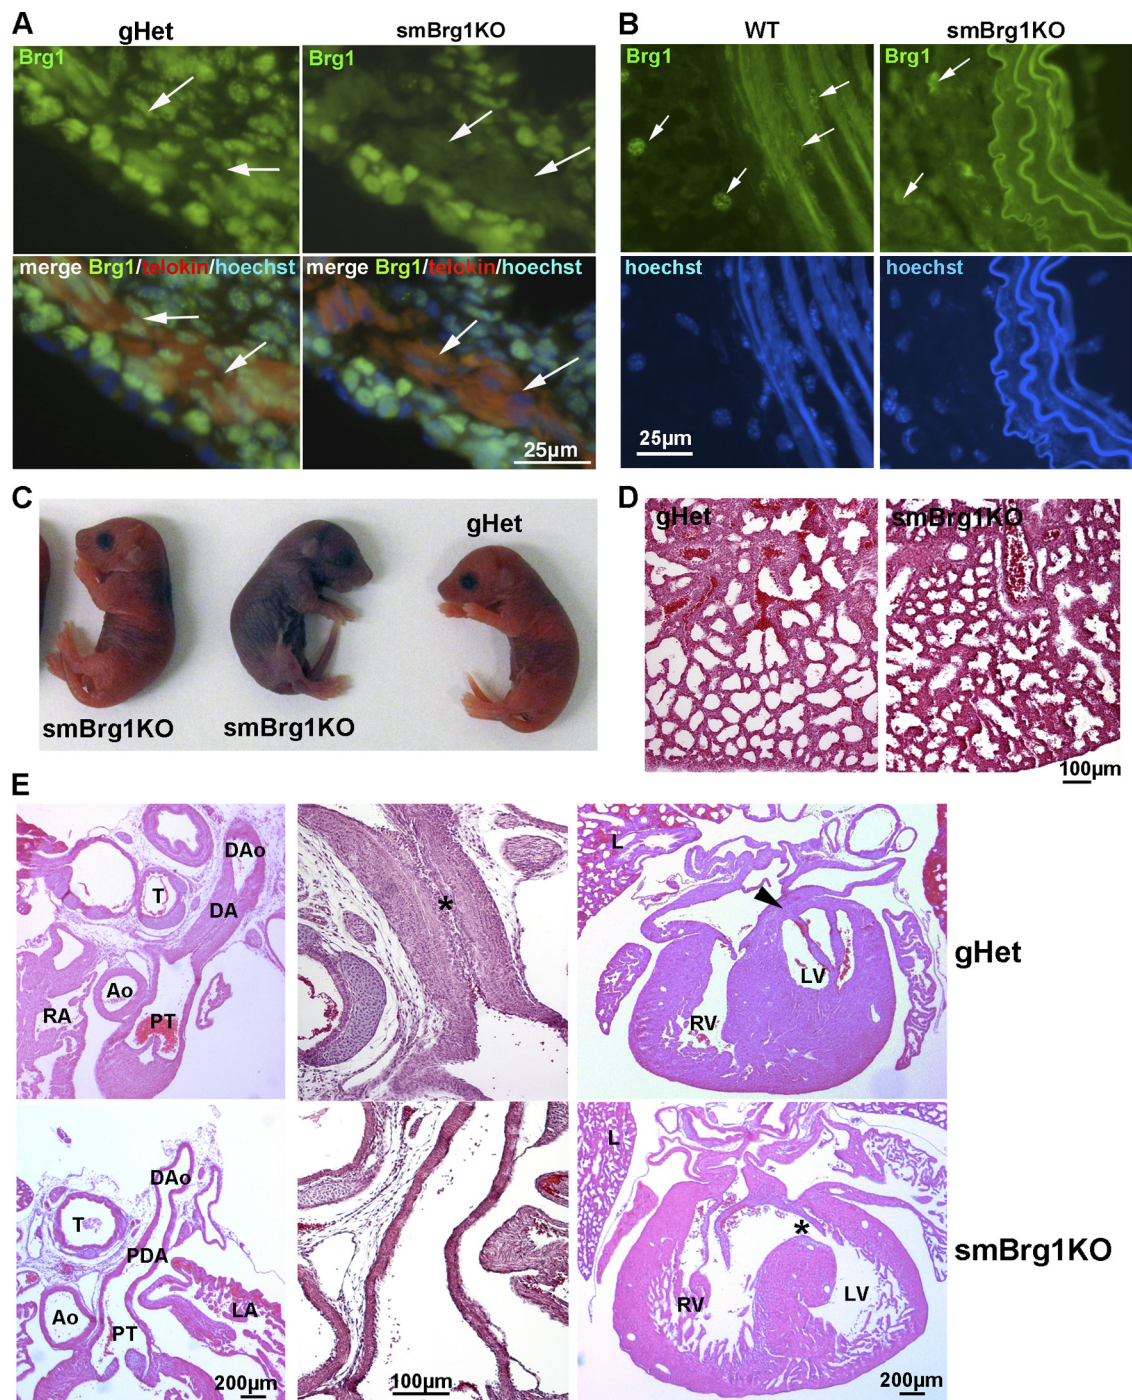 A
B
gHet
smBrg1KO
WT
smBrg1KO
Brg1
Brg1
Brg1
Brg1
merge Brg1/telokin/hoechst
merge Brg1/telokin/hoechst
hoechst
hoechst
25µm
25µm
C
D
gHet
gHet
smBrg1KO
smBrg1KO
smBrg1KO
100µm
E
DAo
T
DA
Ao
RA
PT
*
L
LV
RV
gHet
DAo
T
PDA
Ao
LA
PT
200µm
100µm
L
*
RV
LV
200µm
smBrg1KO